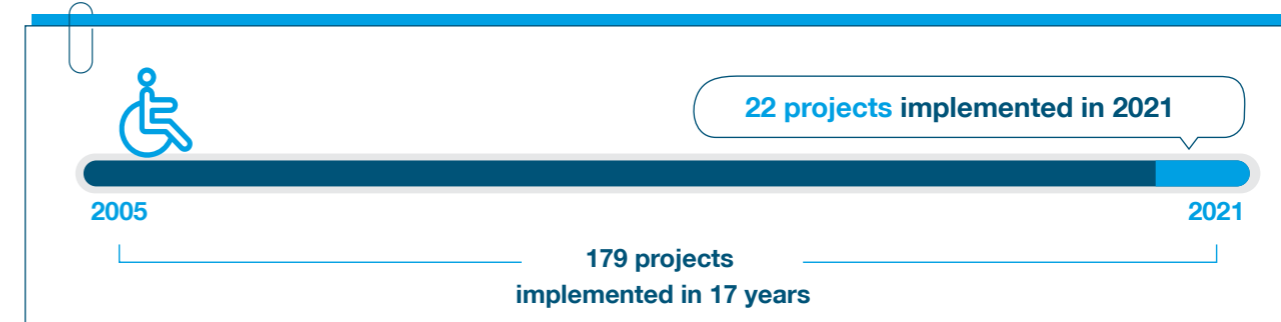 22 projects implemented in 2021
2005
2021
179 projects
implemented in 17 years